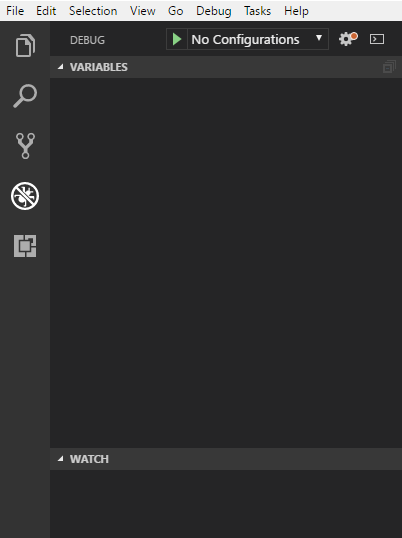 File Edit Selection View Go Debug Tasks Help
DEBUG No Configurations
VARIABLES
WATCH